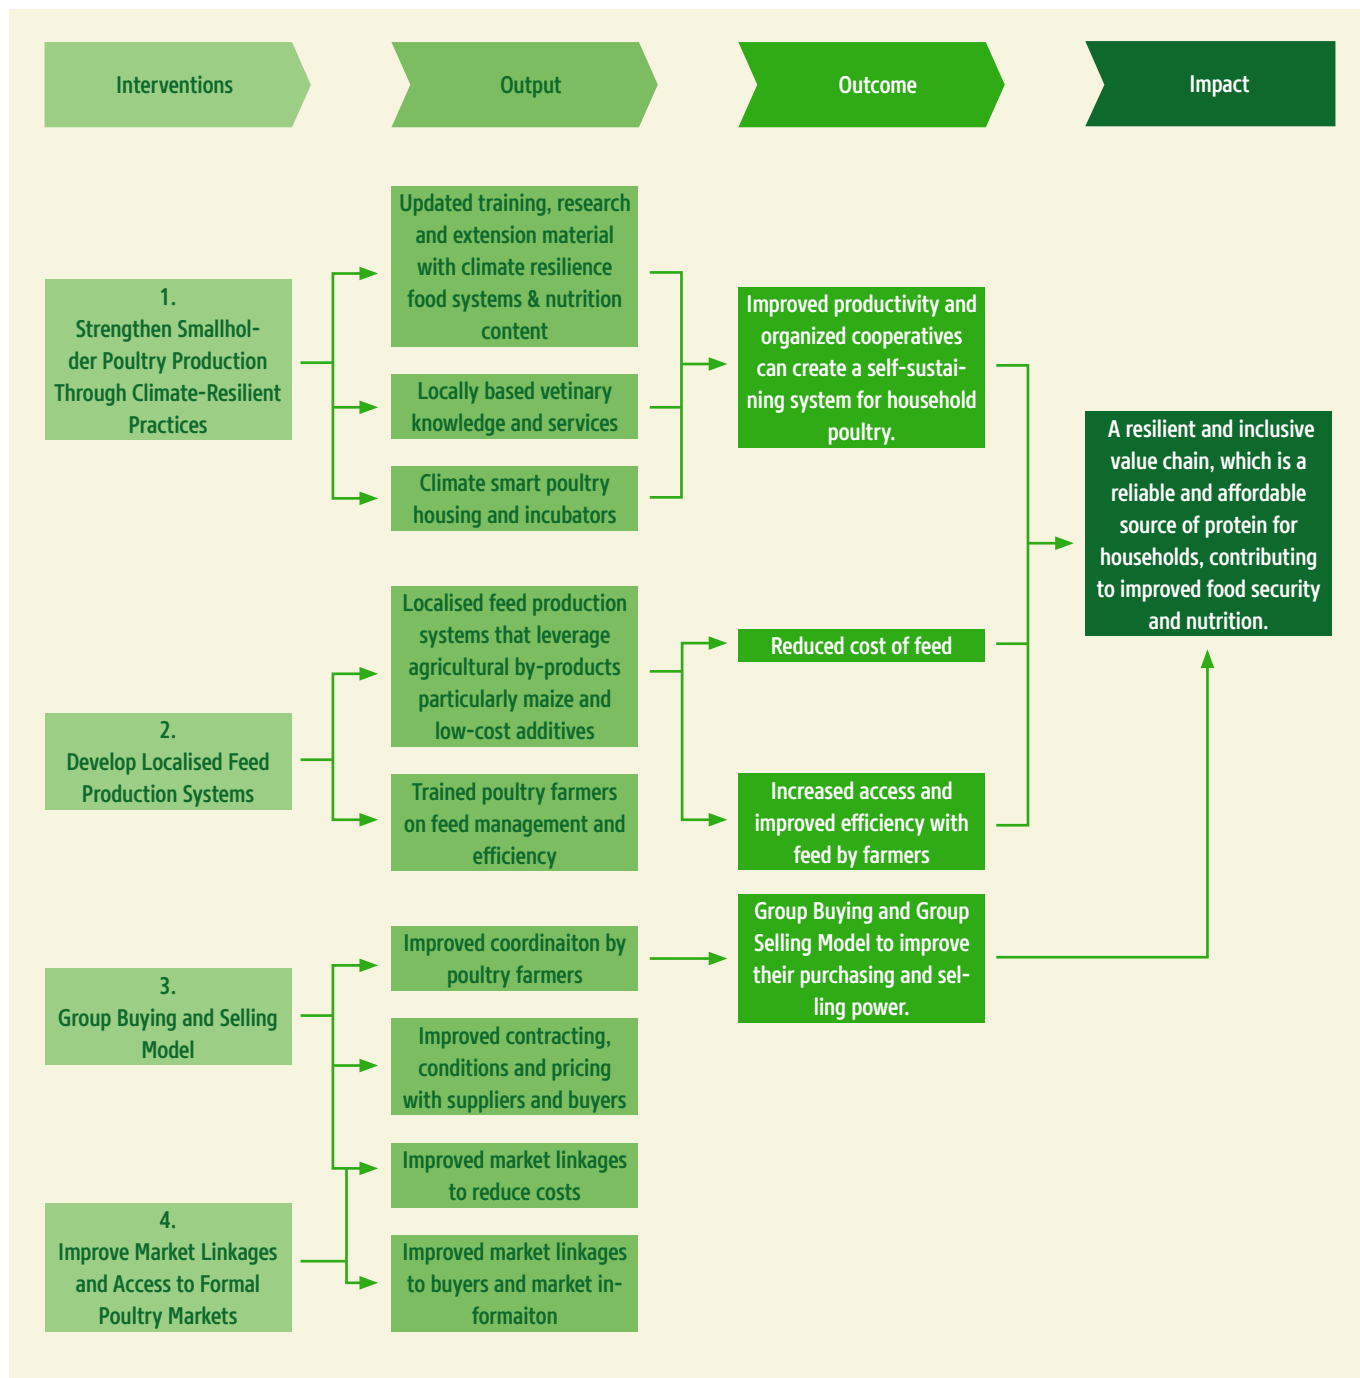 Interventions
Output
Outcome
Impact
1.
Strengthen Smallhol-
der Poultry Production
Through Climate-Resilient
Practices
Updated training, research
and extension material
with climate resilience
food systems & nutrition
content
Locally based vetinary
knowledge and services
Climate smart poultry
housing and incubators
Improved productivity and
organized cooperatives
can create a self-sustai-
ning system for household
poultry.
A resilient and inclusive
value chain, which is a
reliable and affordable
source of protein for
households, contributing
to improved food security
and nutrition.
2.
Develop Localised Feed
Production Systems
Localised feed production
systems that leverage
agricultural by-products
particularly maize and
low-cost additives
Trained poultry farmers
on feed management and
efficiency
Reduced cost of feed
Increased access and
improved efficiency with
feed by farmers
3.
Group Buying and Selling
Model
Improved coordinaiton by
poultry farmers
Improved contracting,
conditions and pricing
with suppliers and buyers
Improved market linkages
to reduce costs
Group Buying and Group
Selling Model to improve
their purchasing and sel-
ling power.
4.
Improve Market Linkages
and Access to Formal
Poultry Markets
Improved market linkages
to buyers and market in-
formaiton